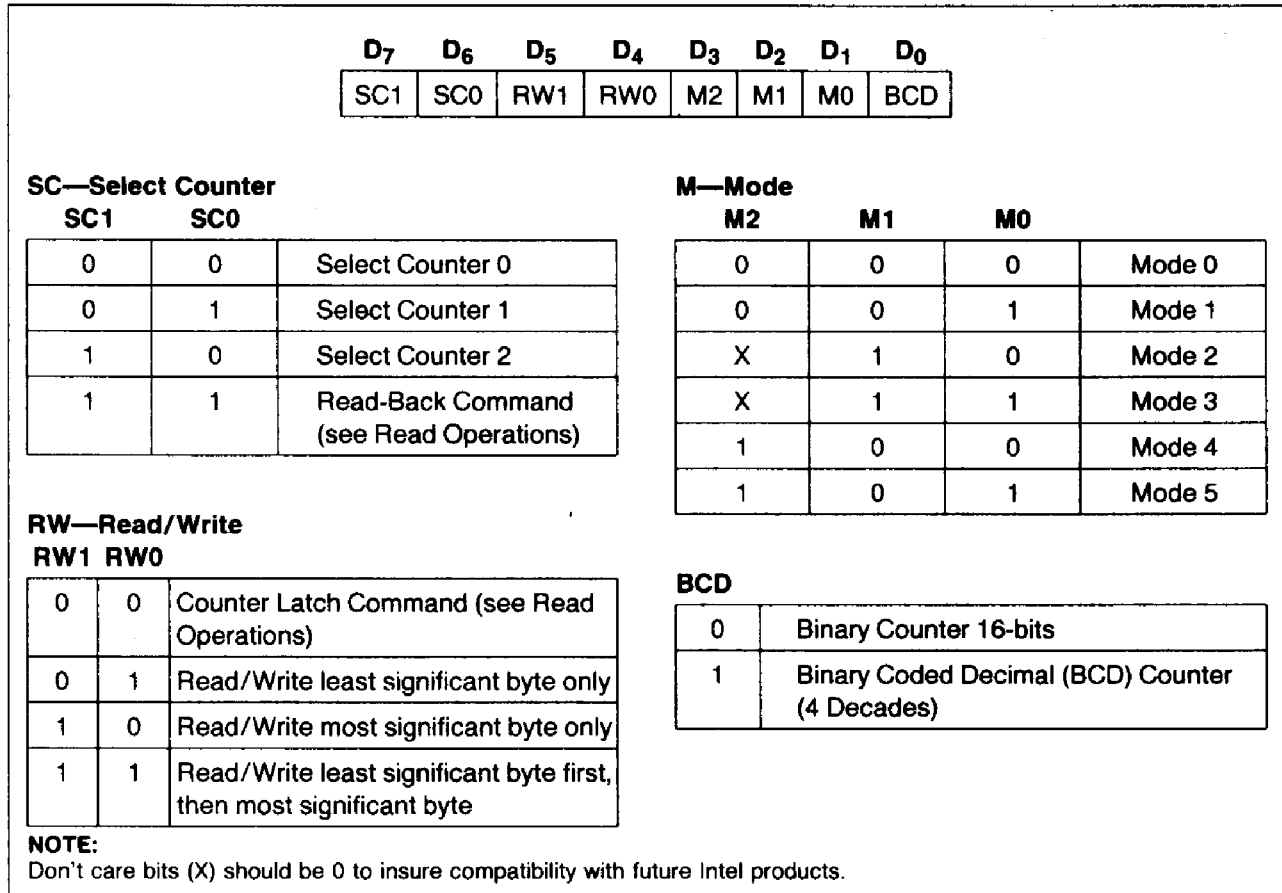 D7 D6 D5 D4 D3 D2 D1 D0
SC1 SC0 RW1 RW0 M2 M1 M0 BCD
SC—Select Counter
SC1 SC0
0 0 Select Counter 0
0 1 Select Counter 1
1 0 Select Counter 2
1 1 Read-Back Command
(see Read Operations)
RW—Read/Write
RW1 RW0
0 0 Counter Latch Command (see Read
Operations)
0 1 Read/Write least significant byte only
1 0 Read/Write most significant byte only
1 1 Read/Write least significant byte first,
then most significant byte
M—Mode
M2 M1 M0
0 0 0 Mode 0
0 0 1 Mode 1
X 1 0 Mode 2
X 1 1 Mode 3
1 0 0 Mode 4
1 0 1 Mode 5
BCD
0 Binary Counter 16-bits
1 Binary Coded Decimal (BCD) Counter
(4 Decades)
NOTE:
Don't care bits (X) should be 0 to insure compatibility with future Intel products.